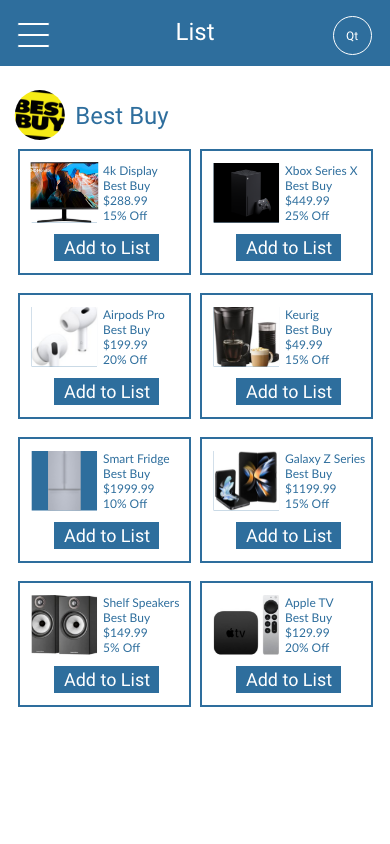 List
Qt
BEST
BUY
Best Buy
4k Display
Best Buy
$288.99
15% Off
Add to List
Xbox Series X
Best Buy
$449.99
25% Off
Add to List
Airpods Pro
Best Buy
$199.99
20% Off
Add to List
Keurig
Best Buy
$49.99
15% Off
Add to List
Smart Fridge
Best Buy
$1999.99
10% Off
Add to List
Galaxy Z Series
Best Buy
$1199.99
15% Off
Add to List
Shelf Speakers
Best Buy
$149.99
5% Off
Add to List
tv
Apple TV
Best Buy
$129.99
20% Off
Add to List